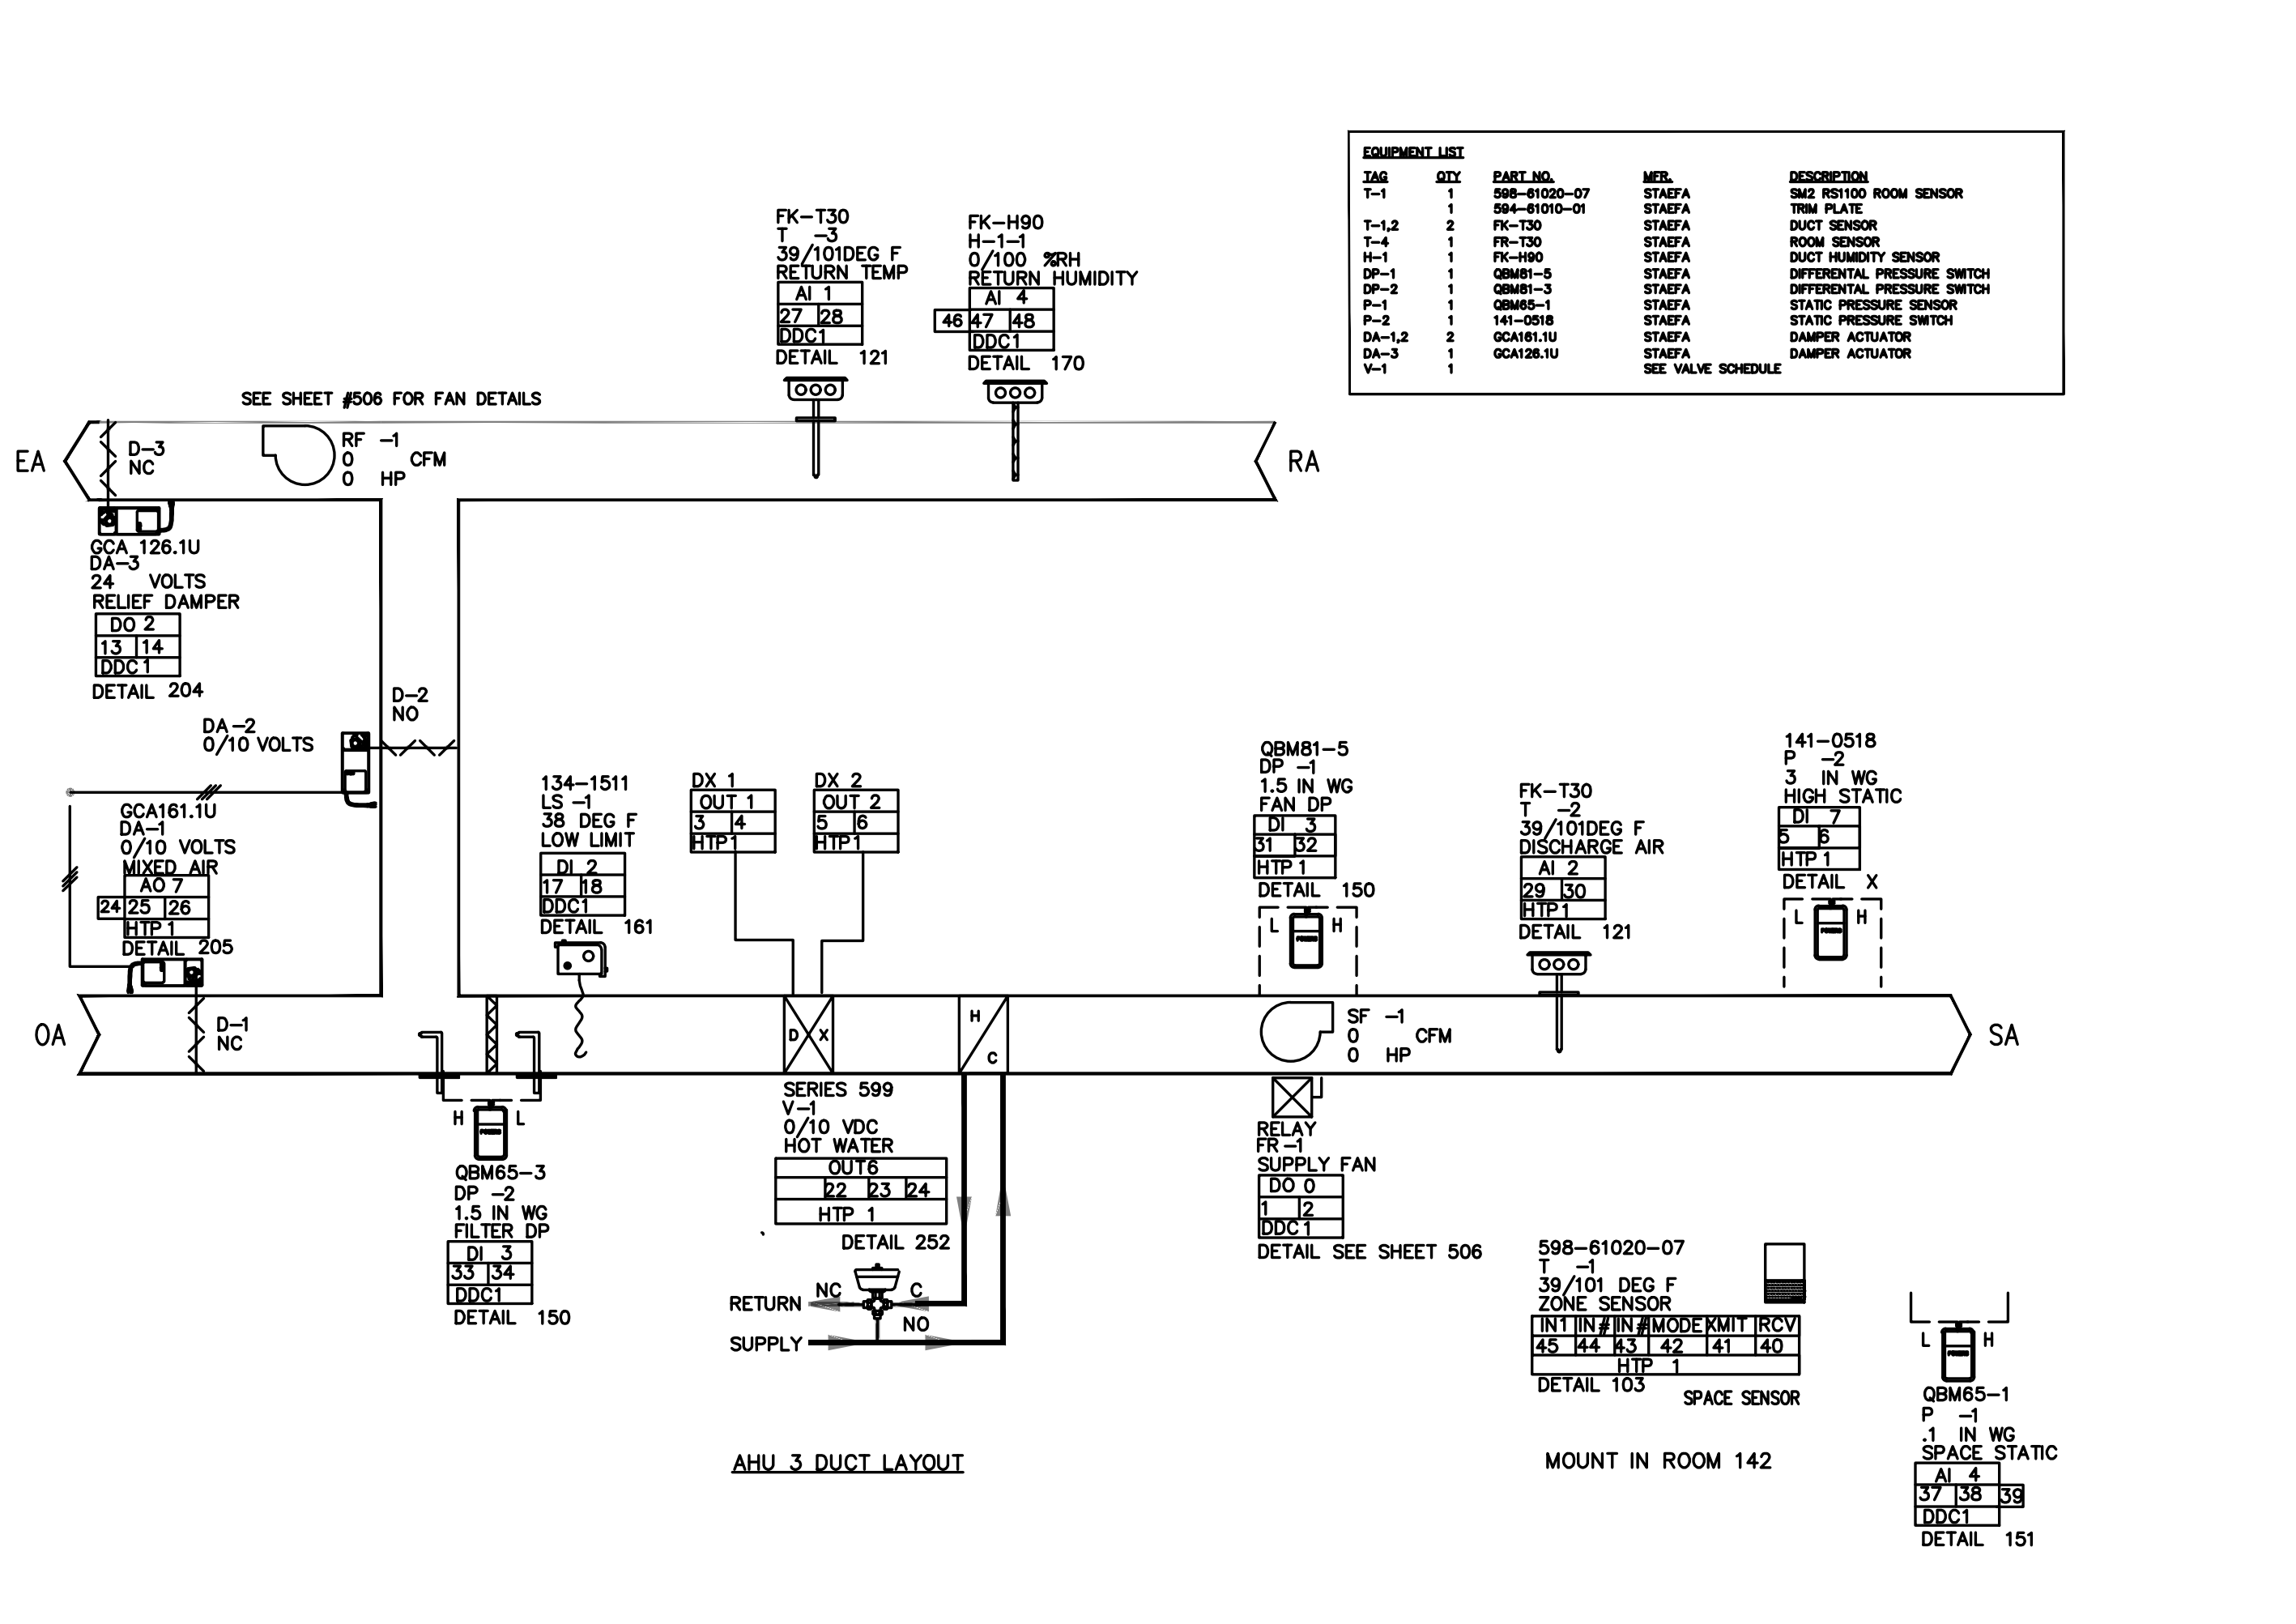 EQUIPMENT LIST
TAG QTY PART NO. MFR. DESCRIPTION
T-1 1 598-61020-07 STAEFA SM2 RS1100 ROOM SENSOR
1 594-61010-01 STAEFA TRIM PLATE
T-1,2 2 FK-T30 STAEFA DUCT SENSOR
T-4 1 FR-T30 STAEFA ROOM SENSOR
H-1 1 FK-H90 STAEFA DUCT HUMIDITY SENSOR
DP-1 1 QBM81-5 STAEFA DIFFERENTIAL PRESSURE SWITCH
DP-2 1 QBM81-3 STAEFA DIFFERENTIAL PRESSURE SWITCH
P-1 1 QBM65-1 STAEFA STATIC PRESSURE SENSOR
P-2 1 141-0518 STAEFA STATIC PRESSURE SWITCH
DA-1,2 2 GCA161.1U STAEFA DAMPER ACTUATOR
DA-3 1 GCA126.1U STAEFA DAMPER ACTUATOR
V-1 1 SEE VALVE SCHEDULE
FK-T30
T -3
39/101DEG F
RETURN TEMP
AI 1
27 28
DDC1
DETAIL 121
FK-H90
H-1-1
0/100 %RH
RETURN HUMIDITY
AI 4
46 47 48
DDC1
DETAIL 170
SEE SHEET #506 FOR FAN DETAILS
EA
D-3
NC
RF -1
0 CFM
0 HP
RA
GCA 126.1U
DA-3
24 VOLTS
RELIEF DAMPER
DO 2
13 14
DDC1
DETAIL 204
D-2
NO
DA-2
0/10 VOLTS
GCA161.1U
DA-1
0/10 VOLTS
MIXED AIR
AO 7
24 25 26
HTP 1
DETAIL 205
134-1511
LS -1
38 DEG F
LOW LIMIT
DI 2
17 18
DDC1
DETAIL 161
DX 1
OUT 1
3 4
HTP1
DX 2
OUT 2
5 6
HTP1
QBM81-5
DP -1
1.5 IN WG
FAN DP
DI 3
31 32
HTP 1
DETAIL 150
L H
FK-T30
T -2
39/101DEG F
DISCHARGE AIR
AI 2
29 30
HTP1
DETAIL 121
141-0518
P -2
3 IN WG
HIGH STATIC
DI 7
5 6
HTP 1
DETAIL X
L H
OA
D-1
NC
D X
H
C
SF -1
0 CFM
0 HP
SA
H L
QBM65-3
DP -2
1.5 IN WG
FILTER DP
DI 3
33 34
DDC1
DETAIL 150
SERIES 599
V-1
0/10 VDC
HOT WATER
OUT6
22 23 24
HTP 1
DETAIL 252
NC C
RETURN
NO
SUPPLY
RELAY
FR-1
SUPPLY FAN
DO 0
1 2
DDC1
DETAIL SEE SHEET 506
598-61020-07
T -1
39/101 DEG F
ZONE SENSOR
IN1 IN# IN# MODE XMIT RCV
45 44 43 42 41 40
HTP 1
DETAIL 103
SPACE SENSOR
MOUNT IN ROOM 142
L H
QBM65-1
P -1
.1 IN WG
SPACE STATIC
AI 4
37 38 39
DDC1
DETAIL 151
AHU 3 DUCT LAYOUT